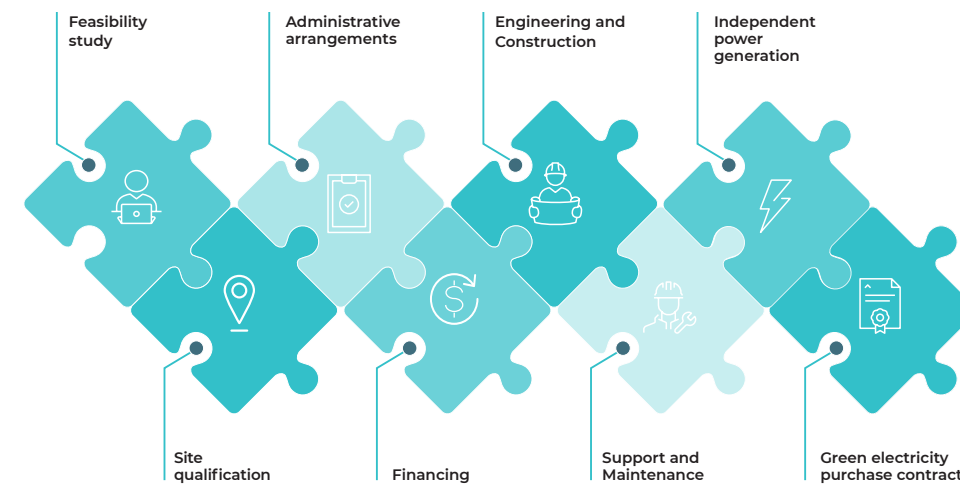 Feasibility
study
Administrative
arrangements
Engineering and
Construction
Independent
power
generation
Site
qualification
Financing
Support and
Maintenance
Green electricity
purchase contract